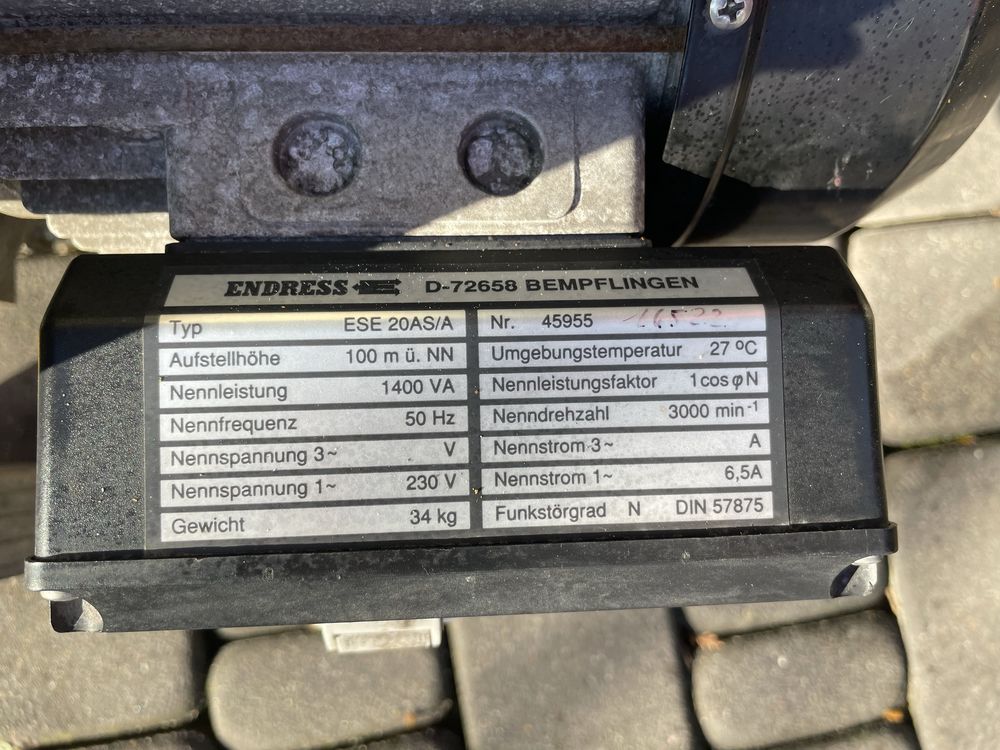 ENDRESS D-72658 BEMPFLINGEN
Typ ESE 20AS/A
Nr. 45955
Aufstellhöhe 100 m ü. NN
Umgebungstemperatur 27 °C
Nennleistung 1400 VA
Nennleistungsfaktor 1 cos φN
Nennfrequenz 50 Hz
Nenndrehzahl 3000 min-1
Nennspannung 3~ V
Nennstrom 3~ A
Nennspannung 1~ 230 V
Nennstrom 1~ 6,5A
Gewicht 34 kg
Funkstörgrad N DIN 57875